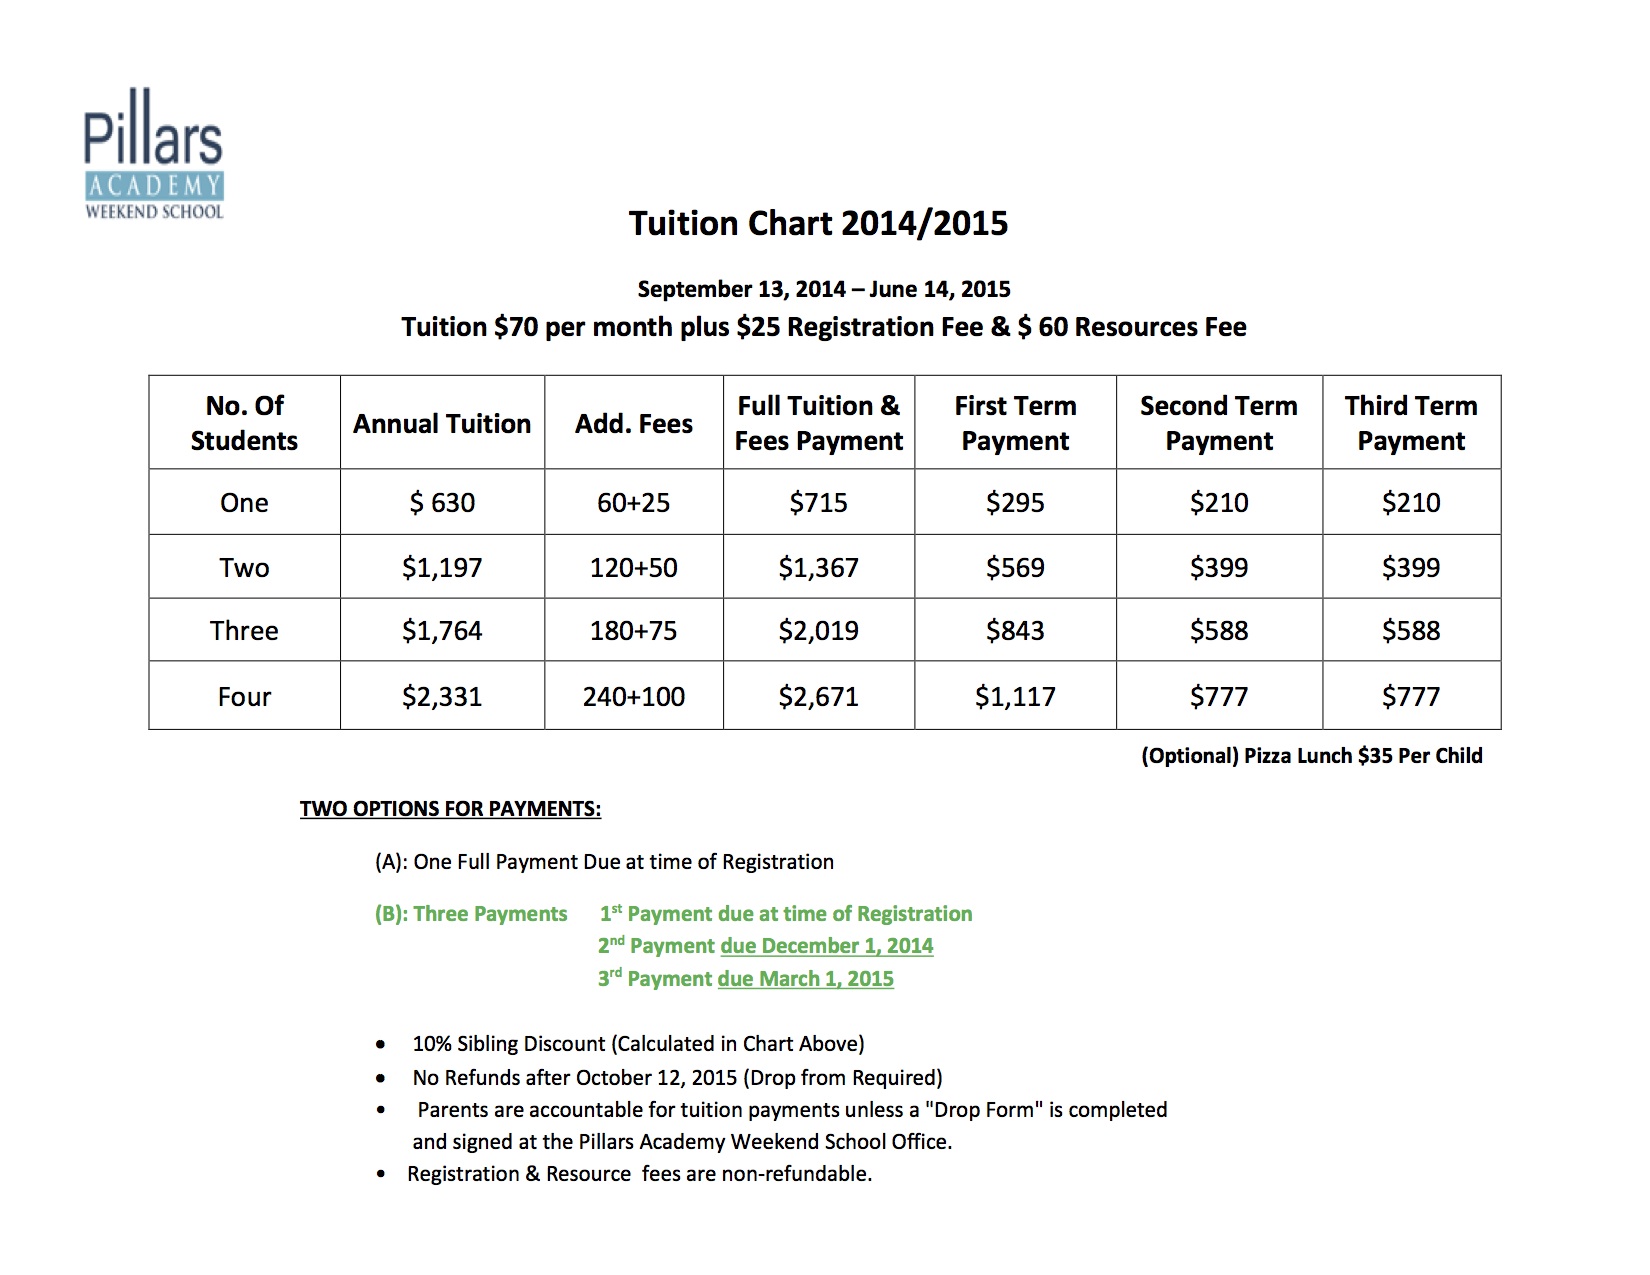 Pillars
ACADEMY
WEEKEND SCHOOL
Tuition Chart 2014/2015
September 13, 2014 – June 14, 2015
Tuition $70 per month plus $25 Registration Fee & $ 60 Resources Fee
No. Of Students | Annual Tuition | Add. Fees | Full Tuition & Fees Payment | First Term Payment | Second Term Payment | Third Term Payment
One | $ 630 | 60+25 | $715 | $295 | $210 | $210
Two | $1,197 | 120+50 | $1,367 | $569 | $399 | $399
Three | $1,764 | 180+75 | $2,019 | $843 | $588 | $588
Four | $2,331 | 240+100 | $2,671 | $1,117 | $777 | $777
(Optional) Pizza Lunch $35 Per Child
TWO OPTIONS FOR PAYMENTS:
(A): One Full Payment Due at time of Registration
(B): Three Payments 1st Payment due at time of Registration
2nd Payment due December 1, 2014
3rd Payment due March 1, 2015
• 10% Sibling Discount (Calculated in Chart Above)
• No Refunds after October 12, 2015 (Drop from Required)
• Parents are accountable for tuition payments unless a "Drop Form" is completed
and signed at the Pillars Academy Weekend School Office.
• Registration & Resource fees are non-refundable.